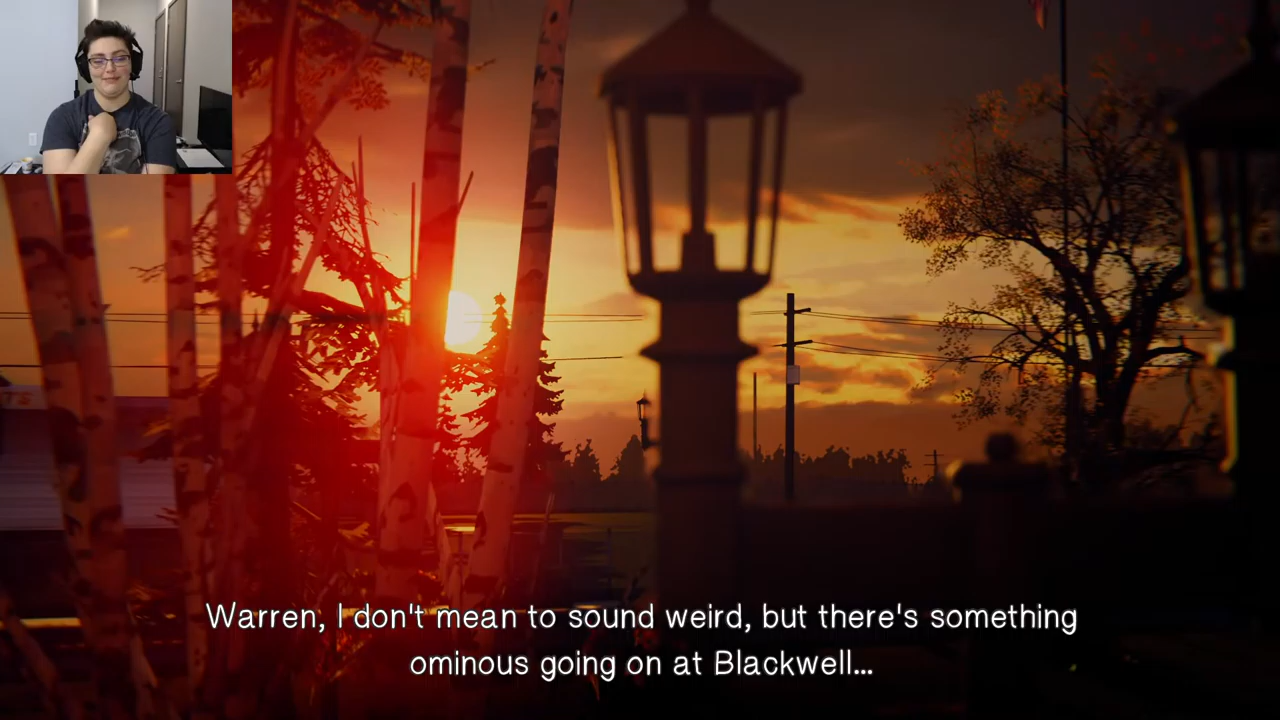 Warren, I don't mean to sound weird, but there's something
ominous going on at Blackwell...